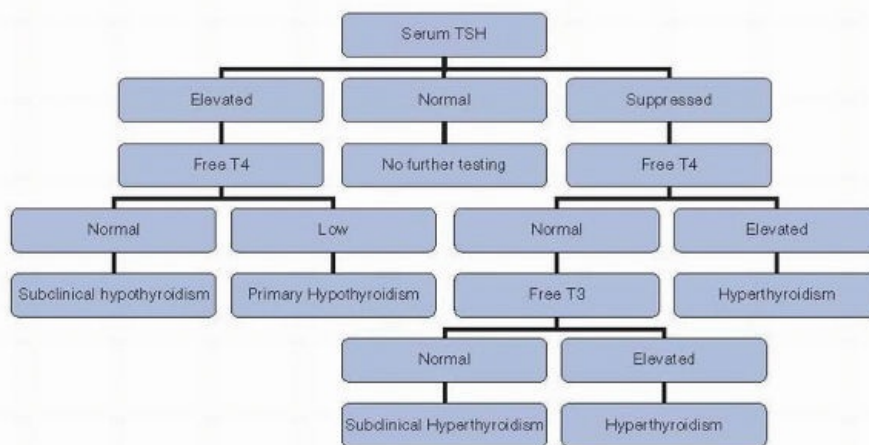 Serum TSH
Elevated Normal Suppressed
Free T4 No further testing Free T4
Normal Low Normal Elevated
Subclinical hypothyroidism Primary Hypothyroidism Free T3 Hyperthyroidism
Normal Elevated
Subclinical Hyperthyroidism Hyperthyroidism